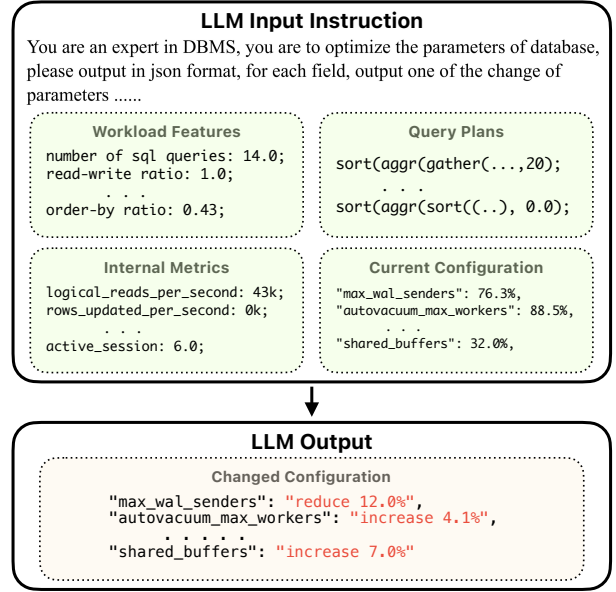 LLM Input Instruction
You are an expert in DBMS, you are to optimize the parameters of database,
please output in json format, for each field, output one of the change of
parameters ......
Workload Features
number of sql queries: 14.0;
read-write ratio: 1.0;
. . .
order-by ratio: 0.43;
Query Plans
sort(aggr(gather(...,20);
. . .
sort(aggr(sort((..), 0.0);
Internal Metrics
logical_reads_per_second: 43k;
rows_updated_per_second: 0k;
. . .
active_session: 6.0;
Current Configuration
"max_wal_senders": 76.3%,
"autovacuum_max_workers": 88.5%,
. . .
"shared_buffers": 32.0%,
LLM Output
Changed Configuration
"max_wal_senders": "reduce 12.0%",
"autovacuum_max_workers": "increase 4.1%",
. . . . .
"shared_buffers": "increase 7.0%"